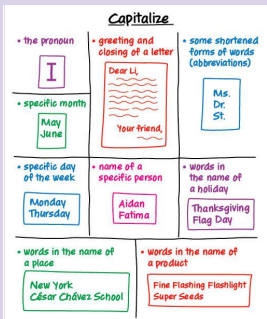 Capitalize
• the pronoun
I
• greeting and
closing of a letter
Dear Li,
Your friend,
• some shortened
forms of words
(abbreviations)
Ms.
Dr.
St.
• specific month
May
June
• specific day
of the week
Monday
Thursday
• name of a
specific person
Aidan
Fatima
• words in
the name of
a holiday
Thanksgiving
Flag Day
• words in the name of
a place
New York
César Chávez School
• words in the name of
a product
Fine Flashing Flashlight
Super Seeds